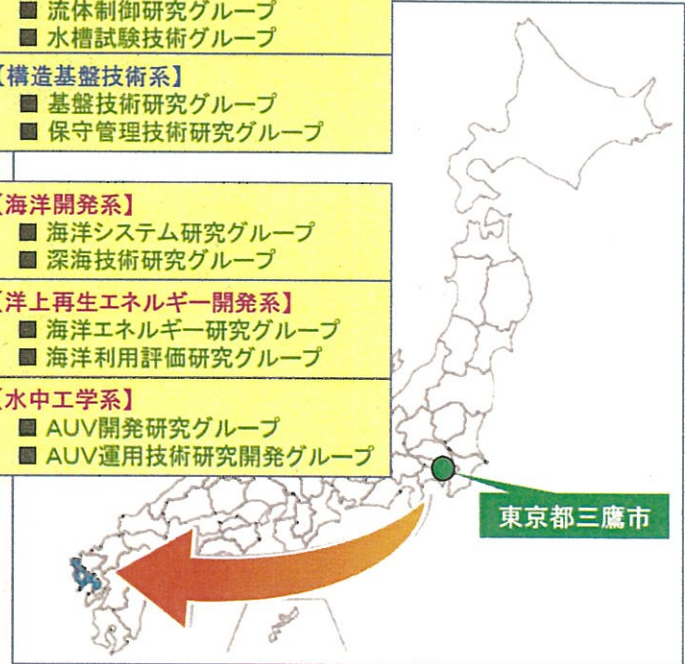 ■ 流体制御研究グループ
■ 水槽試験技術グループ
【構造基盤技術系】
■ 基盤技術研究グループ
■ 保守管理技術研究グループ
【海洋開発系】
■ 海洋システム研究グループ
■ 深海技術研究グループ
【洋上再生エネルギー開発系】
■ 海洋エネルギー研究グループ
■ 海洋利用評価研究グループ
【水中工学系】
■ AUV開発研究グループ
■ AUV運用技術研究開発グループ
東京都三鷹市